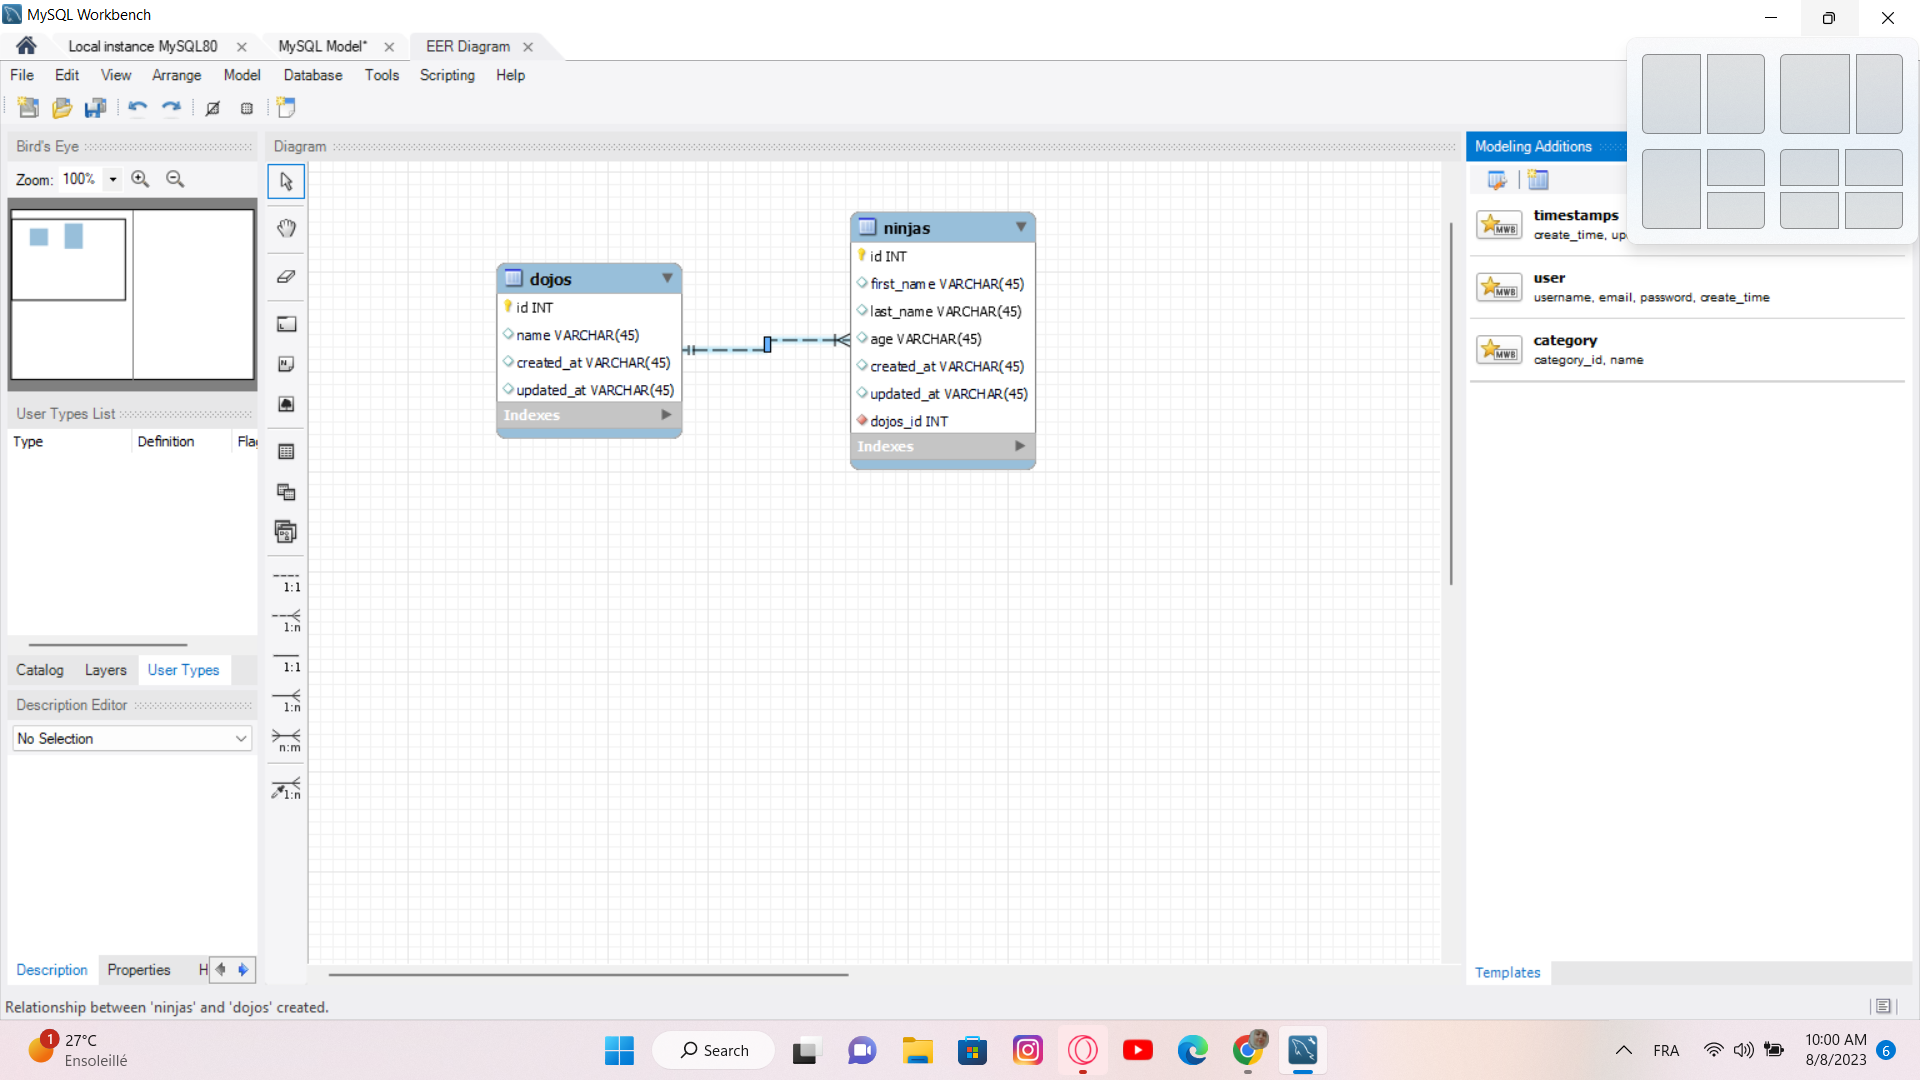 MySQL Workbench
Local instance MySQL80
MySQL Model*
EER Diagram
File Edit View Arrange Model Database Tools Scripting Help
Bird's Eye
Zoom: 100%
User Types List
Type Definition Fla
Catalog Layers User Types
Description Editor
No Selection
Description Properties H
Diagram
1:1
1:n
1:1
1:n
n:m
1:n
dojos
id INT
name VARCHAR(45)
created_at VARCHAR(45)
updated_at VARCHAR(45)
Indexes
ninjas
id INT
first_name VARCHAR(45)
last_name VARCHAR(45)
age VARCHAR(45)
created_at VARCHAR(45)
updated_at VARCHAR(45)
dojos_id INT
Indexes
Modeling Additions
MWB
timestamps
create_time, up
MWB
user
username, email, password, create_time
MWB
category
category_id, name
Templates
Relationship between 'ninjas' and 'dojos' created.
1
27°C
Ensoleillé
Search
FRA
10:00 AM
8/8/2023
6